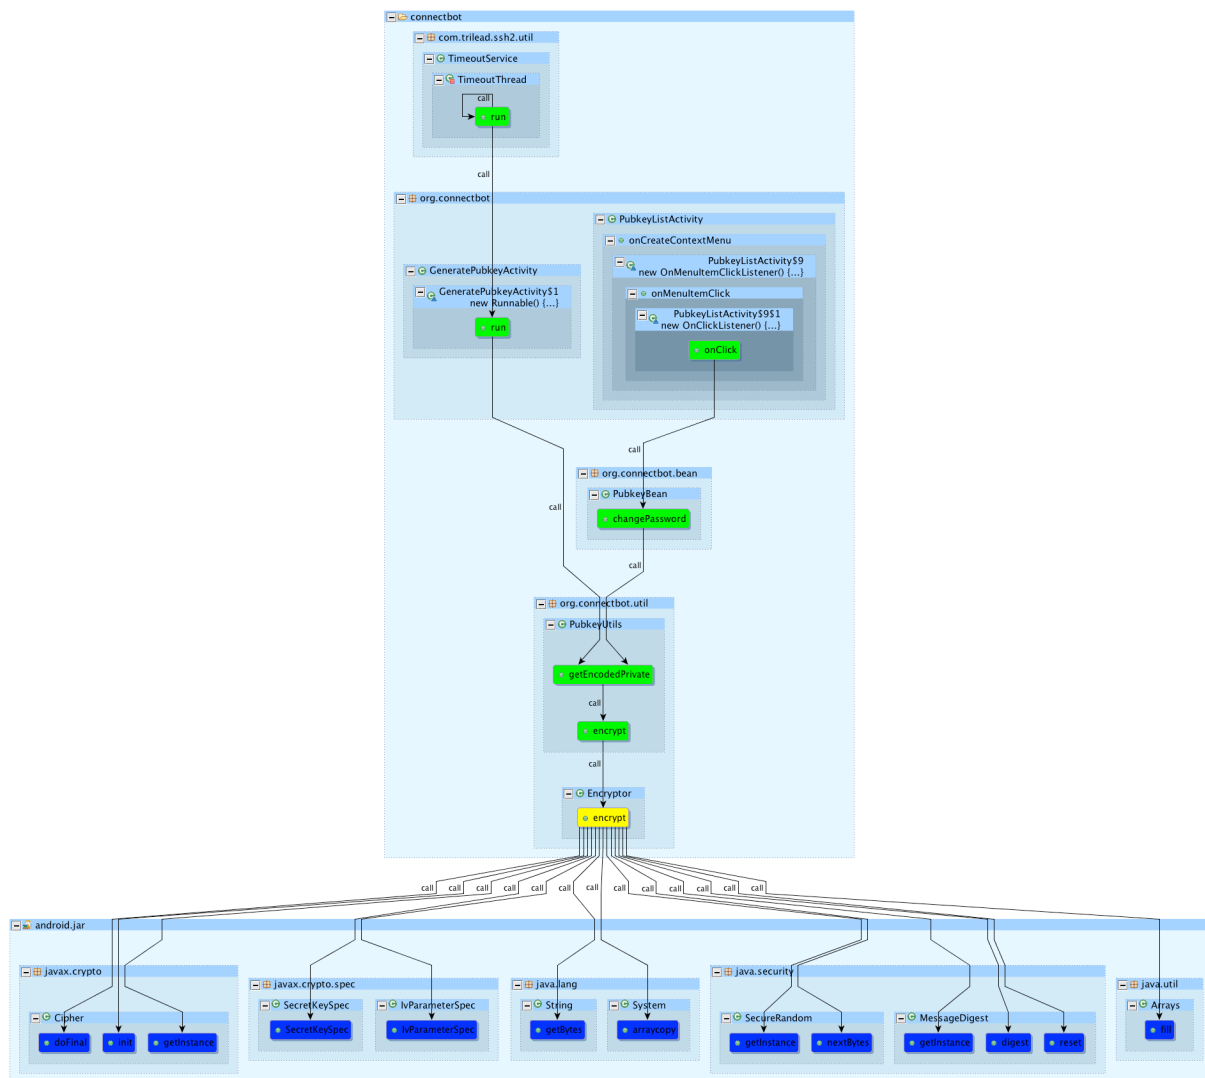 connectbot
com.trilead.ssh2.util
TimeoutService
TimeoutThread
call
run
call
org.connectbot
PubkeyListActivity
onCreateContextMenu
PubkeyListActivity$9
new OnMenuItemClickListener() {...}
GeneratePubkeyActivity
GeneratePubkeyActivity$1
new Runnable() {...}
onMenuItemClick
PubkeyListActivity$9$1
new OnClickListener() {...}
run
onClick
call
org.connectbot.bean
PubkeyBean
call
changePassword
call
org.connectbot.util
PubkeyUtils
getEncodedPrivate
call
encrypt
call
Encryptor
encrypt
call call call call call call call call call call call call call
android.jar
javax.crypto
javax.crypto.spec
java.lang
java.security
java.util
SecretKeySpec
IvParameterSpec
String
System
Arrays
Cipher
SecureRandom
MessageDigest
SecretKeySpec
IvParameterSpec
getBytes
arraycopy
fill
doFinal
init
getInstance
getInstance
nextBytes
getInstance
digest
reset